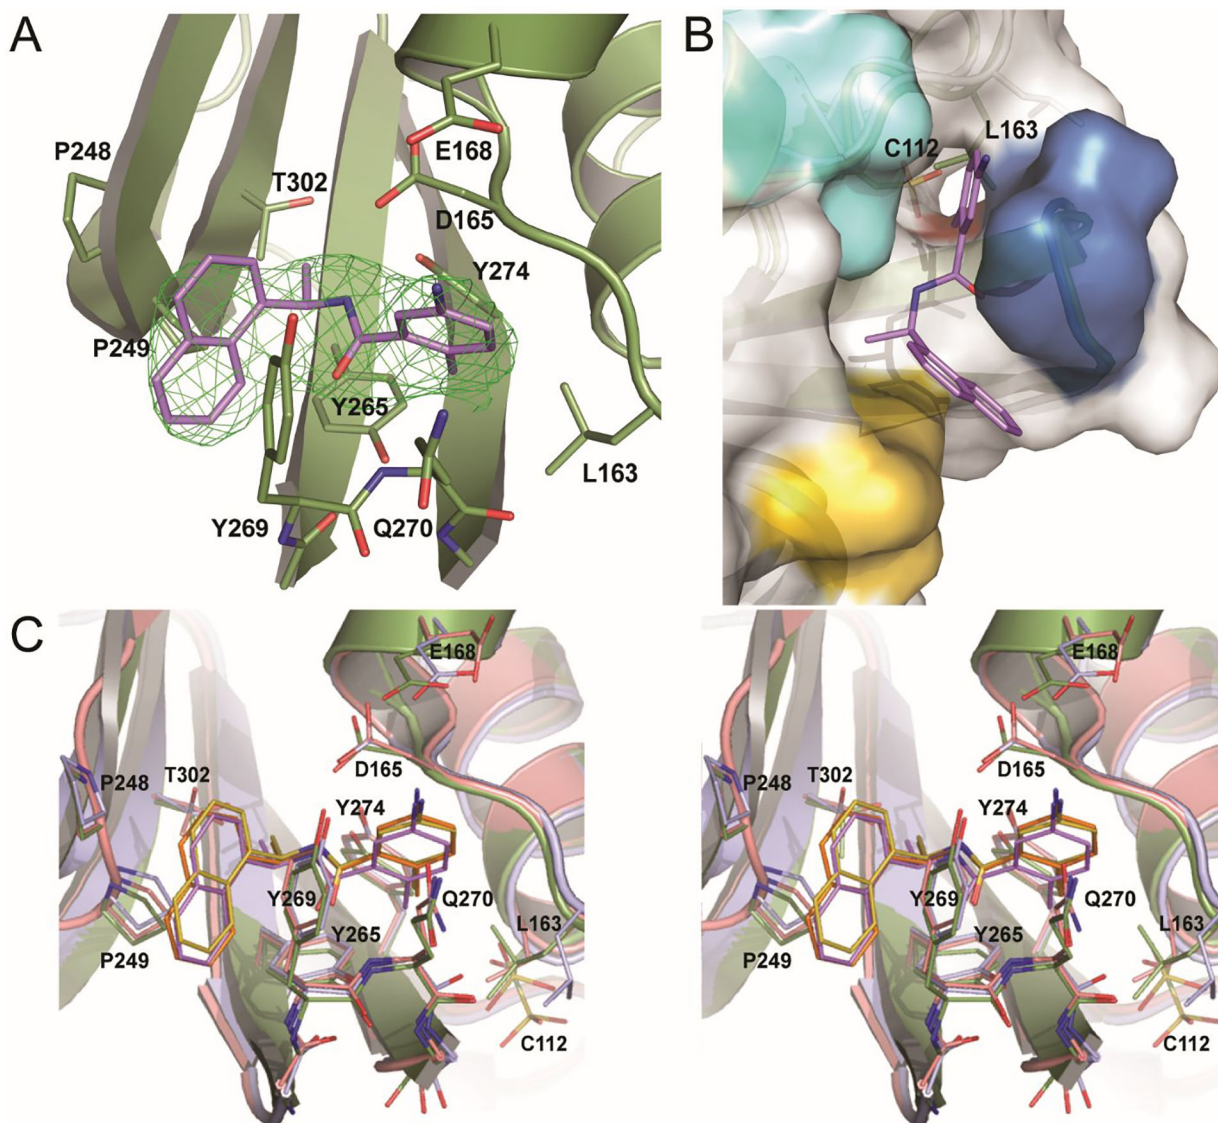 A
B
E168
P248
T302
D165
Y274
P249
Y265
L163
Y269
Q270
L163
C112
C
E168
P248
T302
D165
Y274
Y269
Q270
Y265
L163
P249
C112
E168
P248
T302
D165
Y274
Y269
Q270
Y265
L163
P249
C112